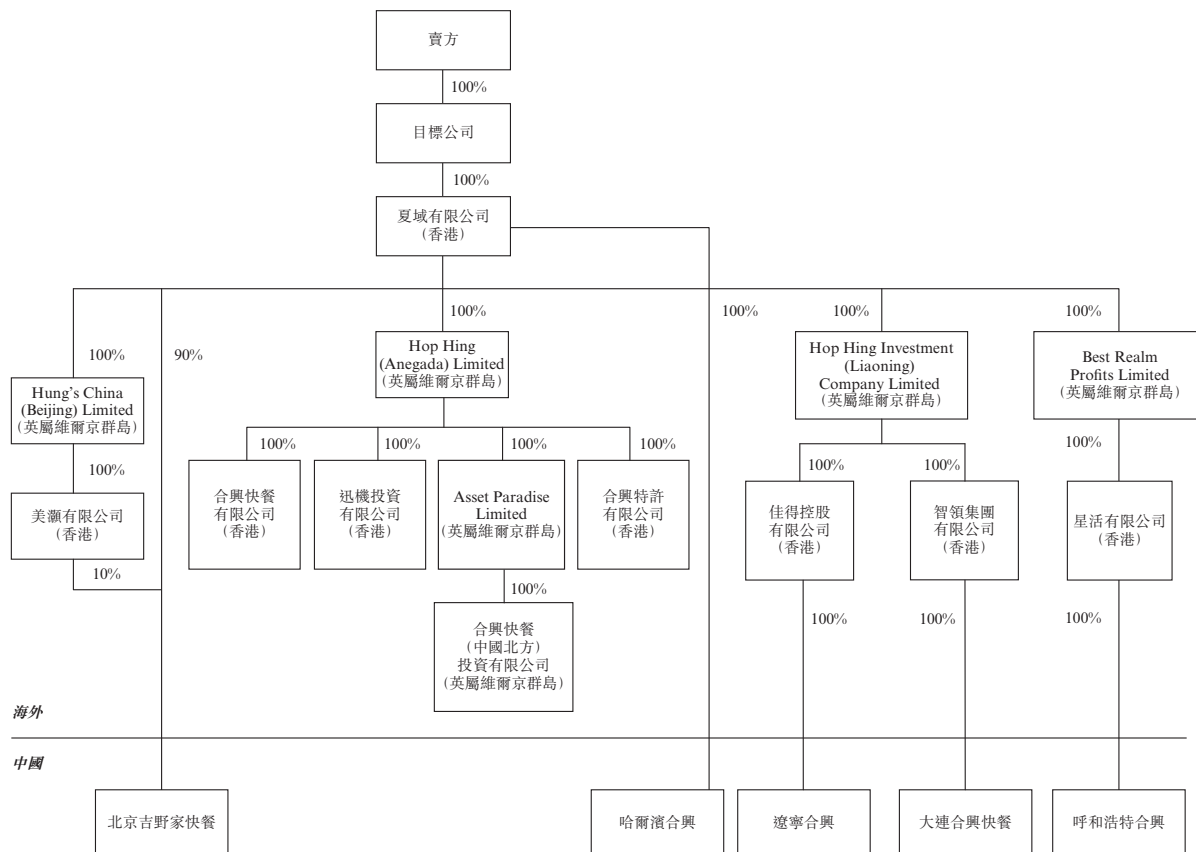 賣方
100%
目標公司
100%
夏域有限公司
(香港)
100%
90%
100%
100%
100%
100%
Hung's China
(Beijing) Limited
(英屬維爾京群島)
Hop Hing
(Anegada) Limited
(英屬維爾京群島)
Hop Hing Investment
(Liaoning)
Company Limited
(英屬維爾京群島)
Best Realm
Profits Limited
(英屬維爾京群島)
100%
100%
100%
100%
100%
100%
100%
100%
美灝有限公司
(香港)
合興快餐
有限公司
(香港)
迅機投資
有限公司
(香港)
Asset Paradise
Limited
(英屬維爾京群島)
合興特許
有限公司
(香港)
佳得控股
有限公司
(香港)
智領集團
有限公司
(香港)
星活有限公司
(香港)
10%
100%
100%
100%
100%
合興快餐
(中國北方)
投資有限公司
(英屬維爾京群島)
海外
中國
北京吉野家快餐
哈爾濱合興
遼寧合興
大連合興快餐
呼和浩特合興